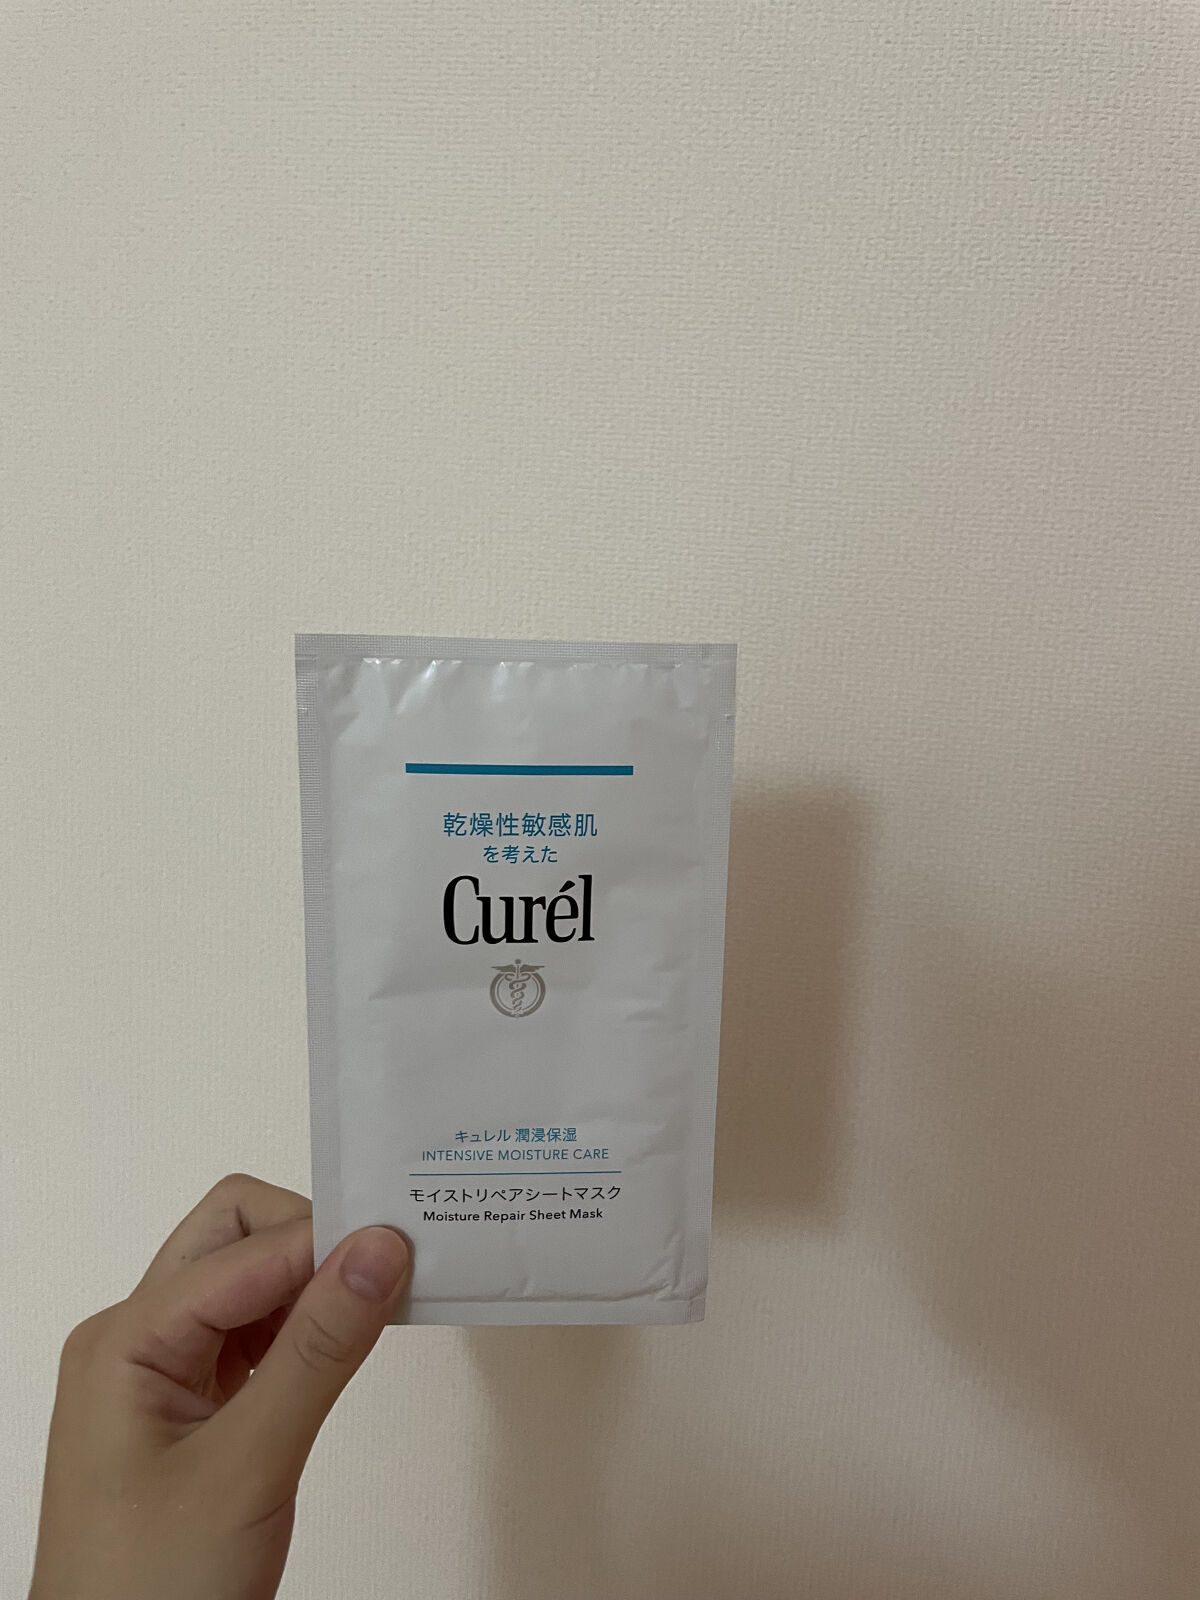 乾燥性敏感肌
を考えた
Curél
キュレル 潤浸保湿
INTENSIVE MOISTURE CARE
モイストリペアシートマスク
Moisture Repair Sheet Mask